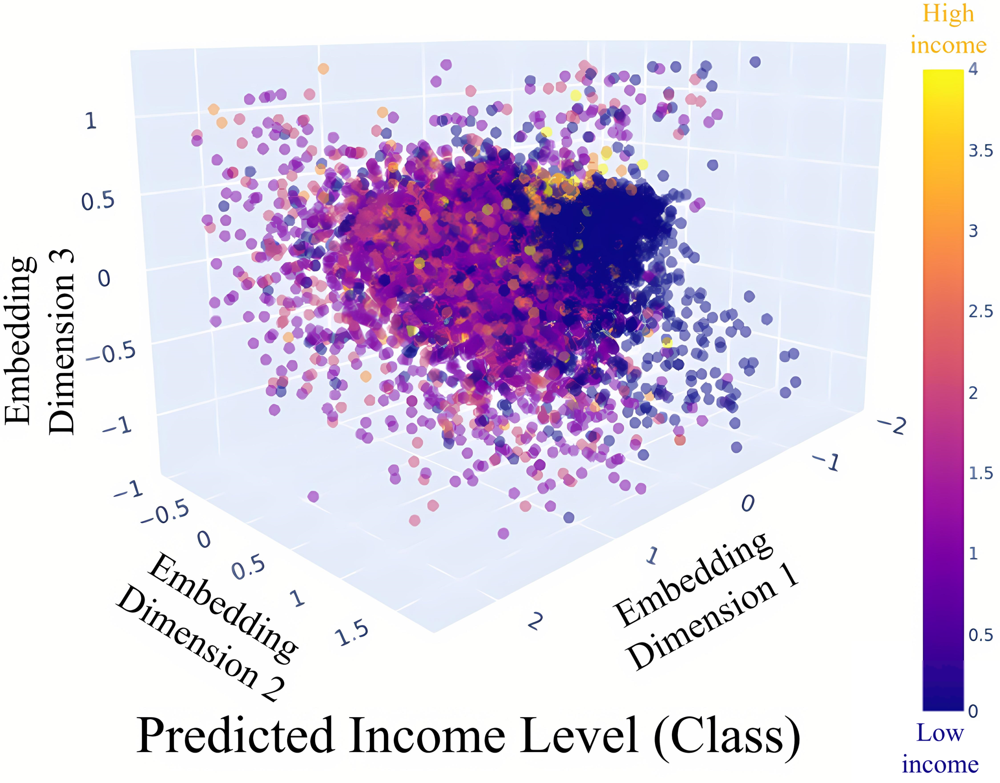 High
income
4
3.5
3
2.5
2
1.5
1
0.5
0
Low
income
Embedding
Dimension 3
1
0.5
0
−0.5
−1
−1
−0.5
0
0.5
1
1.5
Embedding
Dimension 2
2
1
0
−1
−2
Embedding
Dimension 1
Predicted Income Level (Class)